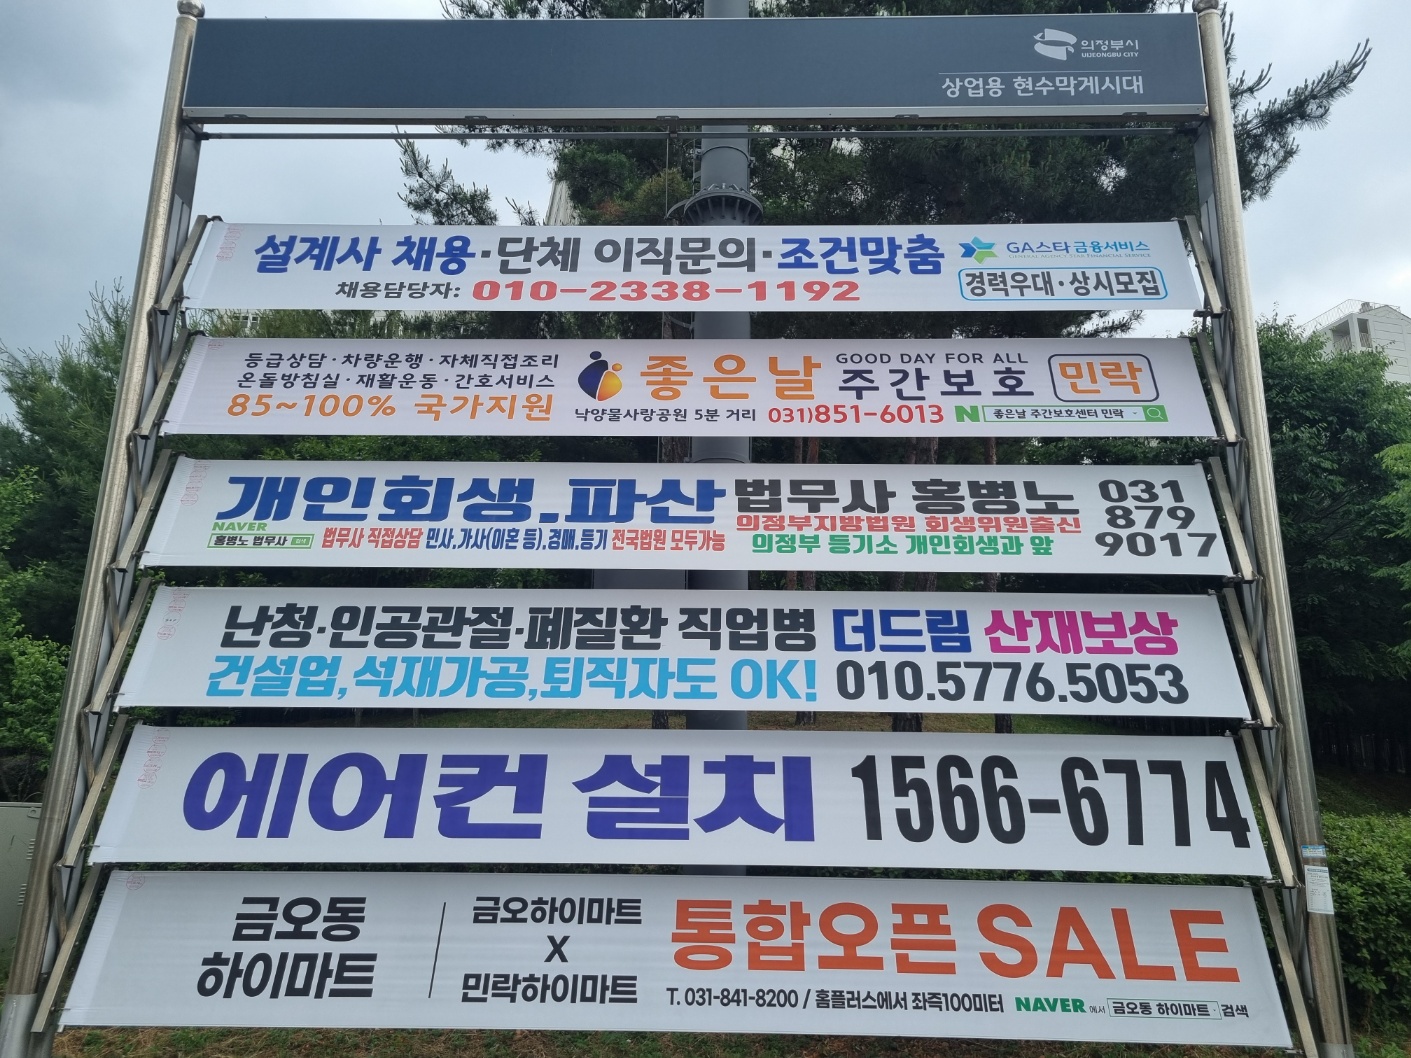 의정부시
UIJEONGBU CITY
상업용 현수막게시대
설계사 채용·단체 이직문의·조건맞춤
채용담당자: 010-2338-1192
GA스타금융서비스
GENERAL AGENCY STAR FINANCIAL SERVICE
경력우대·상시모집
등급상담·차량운행·자체직접조리
온돌방침실·재활운동·간호서비스
85~100% 국가지원
좋은날
GOOD DAY FOR ALL
주간보호
민락
낙양물사랑공원 5분 거리 031)851-6013 N 좋은날 주간보호센터 민락
개인회생.파산
NAVER
홍병노 법무사 검색
법무사 직접상담 민사.가사(이혼 등).경매.등기 전국법원 모두가능
법무사 홍병노
의정부지방법원 회생위원출신
의정부 등기소 개인회생과 앞
031
879
9017
난청·인공관절·폐질환 직업병 더드림 산재보상
건설업,석재가공,퇴직자도 OK! 010.5776.5053
에어컨 설치 1566-6774
금오동
하이마트
금오하이마트
X
민락하이마트
통합오픈 SALE
T. 031-841-8200 / 홈플러스에서 좌측100미터 NAVER 에서 금오동 하이마트 검색